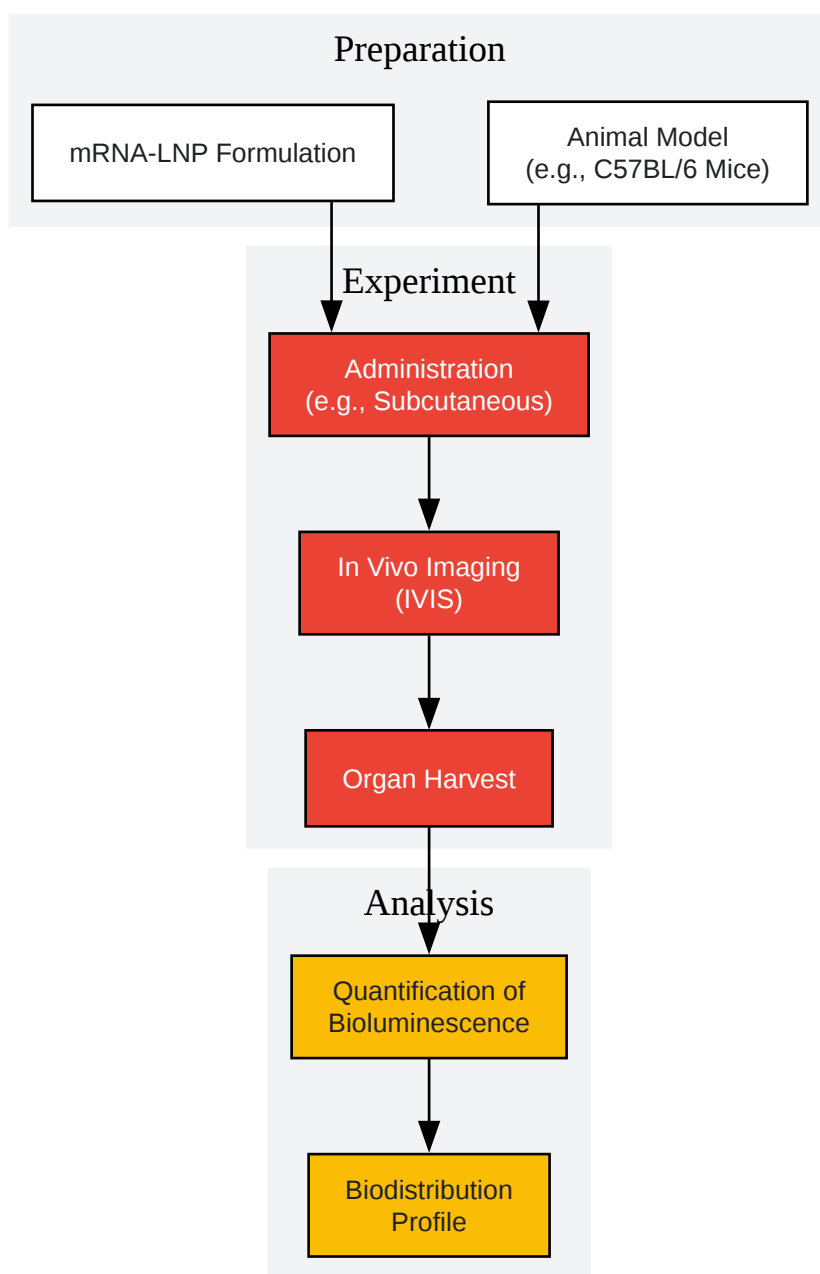 Preparation
mRNA-LNP Formulation
Animal Model
(e.g., C57BL/6 Mice)
Experiment
Administration
(e.g., Subcutaneous)
In Vivo Imaging
(IVIS)
Organ Harvest
Analysis
Quantification of
Bioluminescence
Biodistribution
Profile